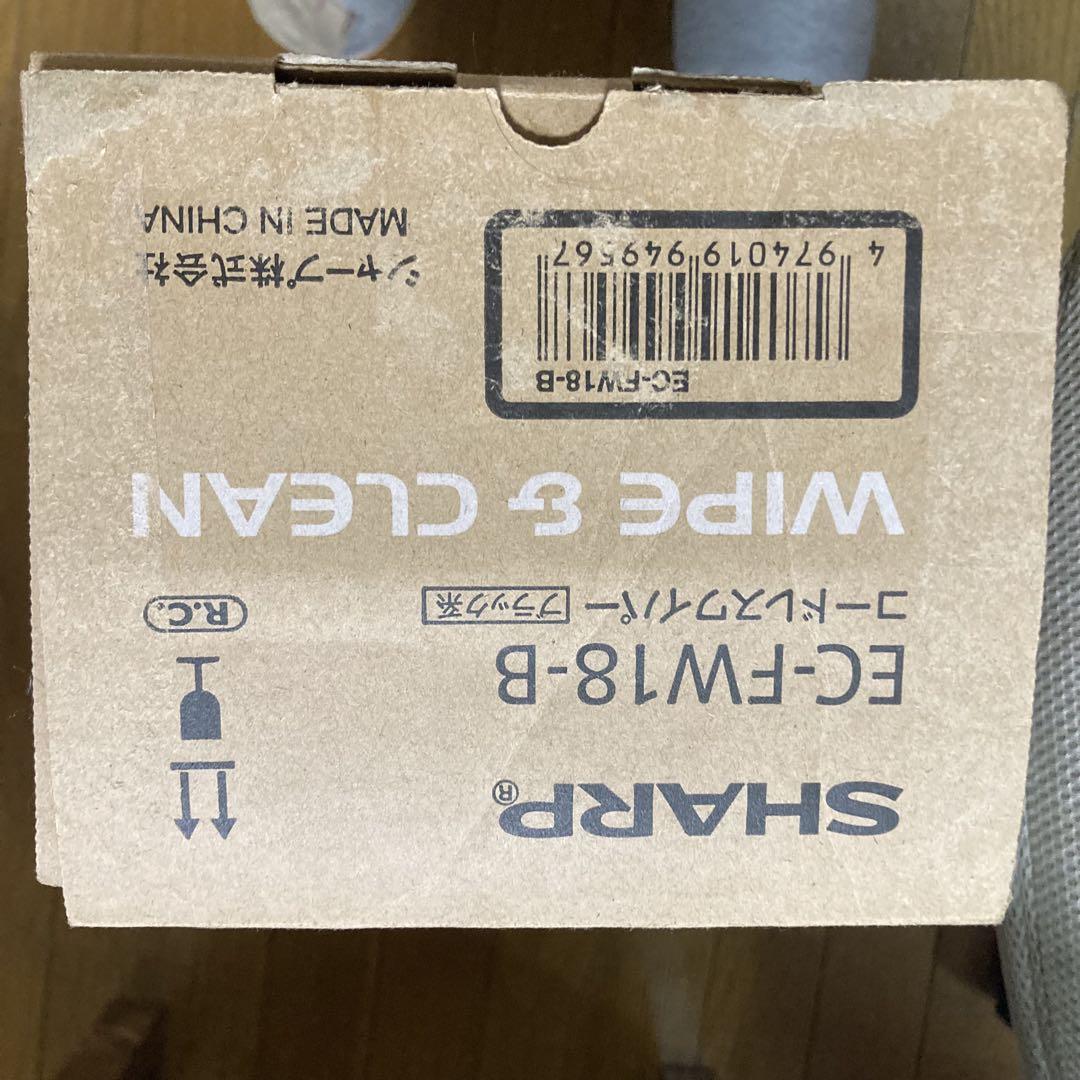 SHARP®
EC-FW18-B
コードレスワイパー ブラック系
R.C.
WIPE & CLEAN
EC-FW18-B
4 974019 949567
シャープ株式会社
MADE IN CHINA